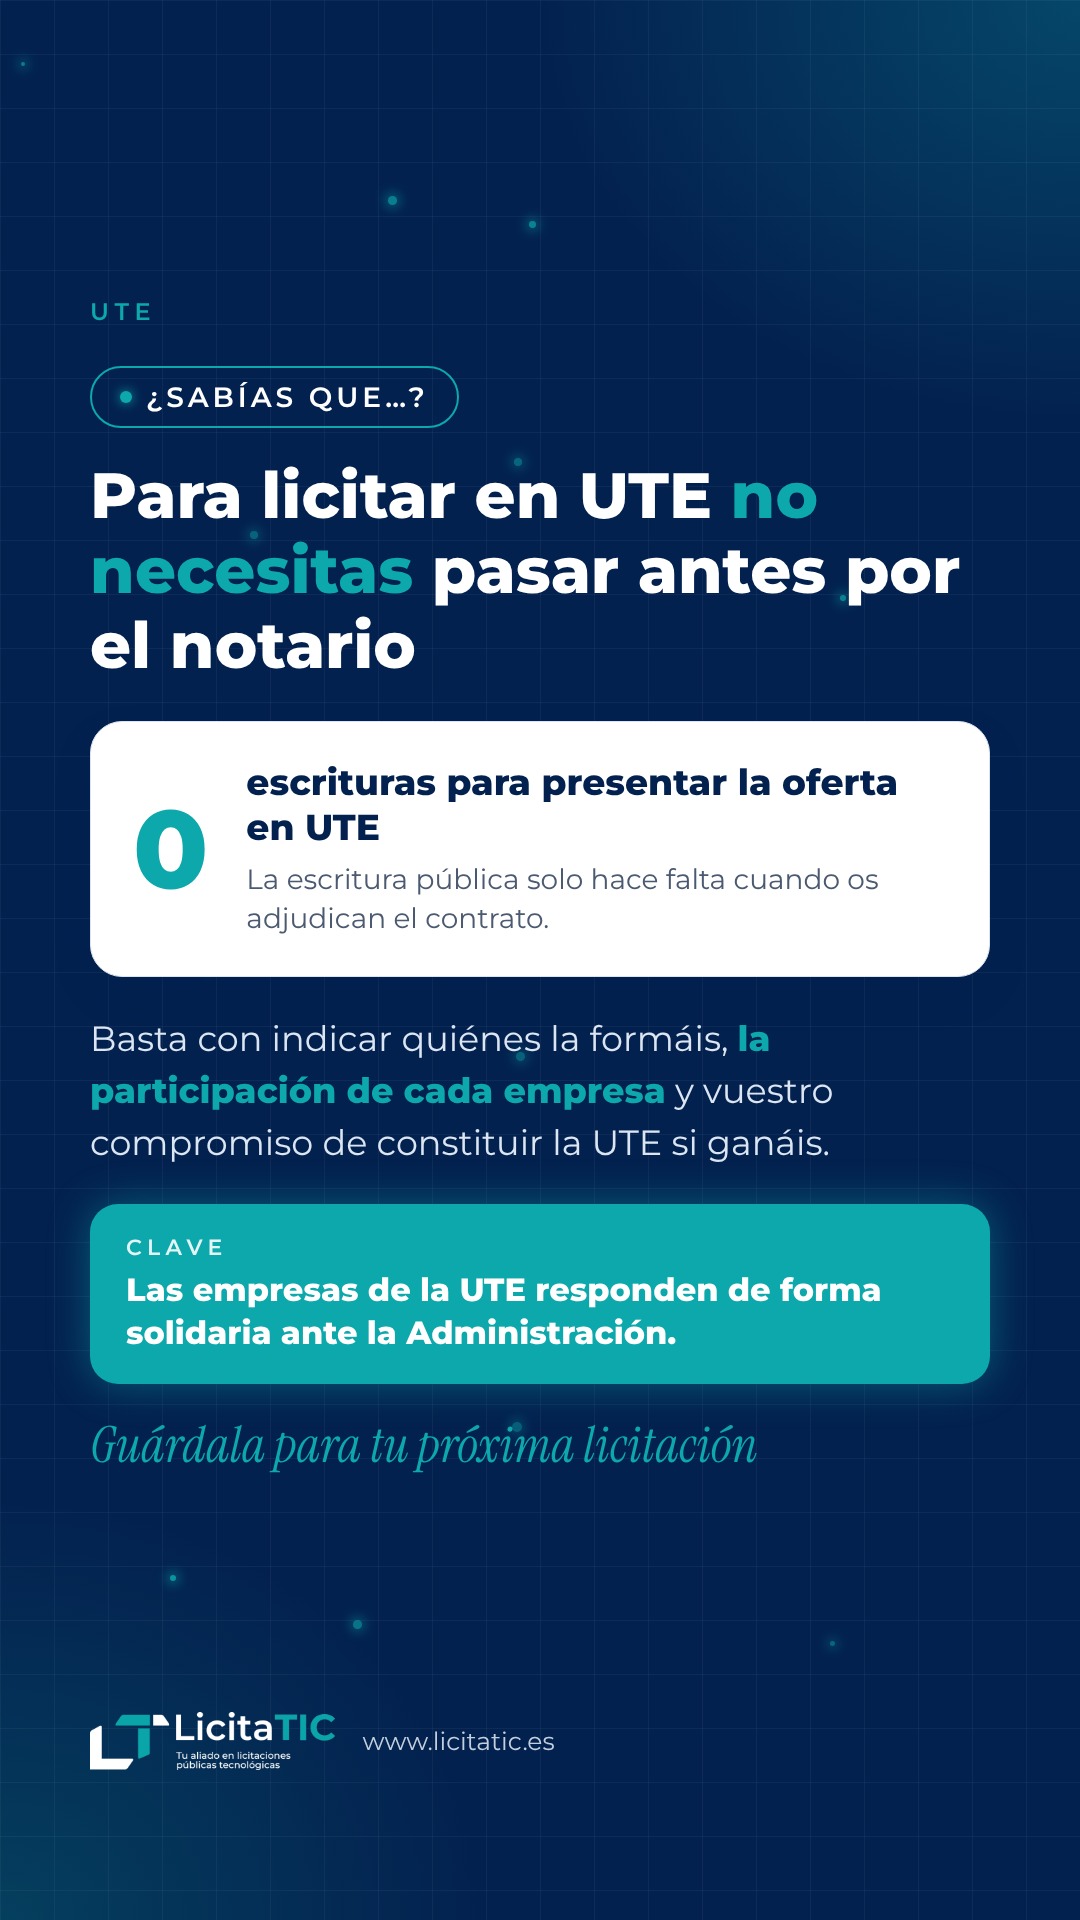 UTE
¿SABÍAS QUE...?
Para licitar en UTE no
necesitas pasar antes por
el notario
0
escrituras para presentar la oferta
en UTE
La escritura pública solo hace falta cuando os
adjudican el contrato.
Basta con indicar quiénes la formáis, la
participación de cada empresa y vuestro
compromiso de constituir la UTE si ganáis.
CLAVE
Las empresas de la UTE responden de forma
solidaria ante la Administración.
Guárdala para tu próxima licitación
LicitaTIC
Tu aliado en licitaciones
públicas tecnológicas
www.licitatic.es